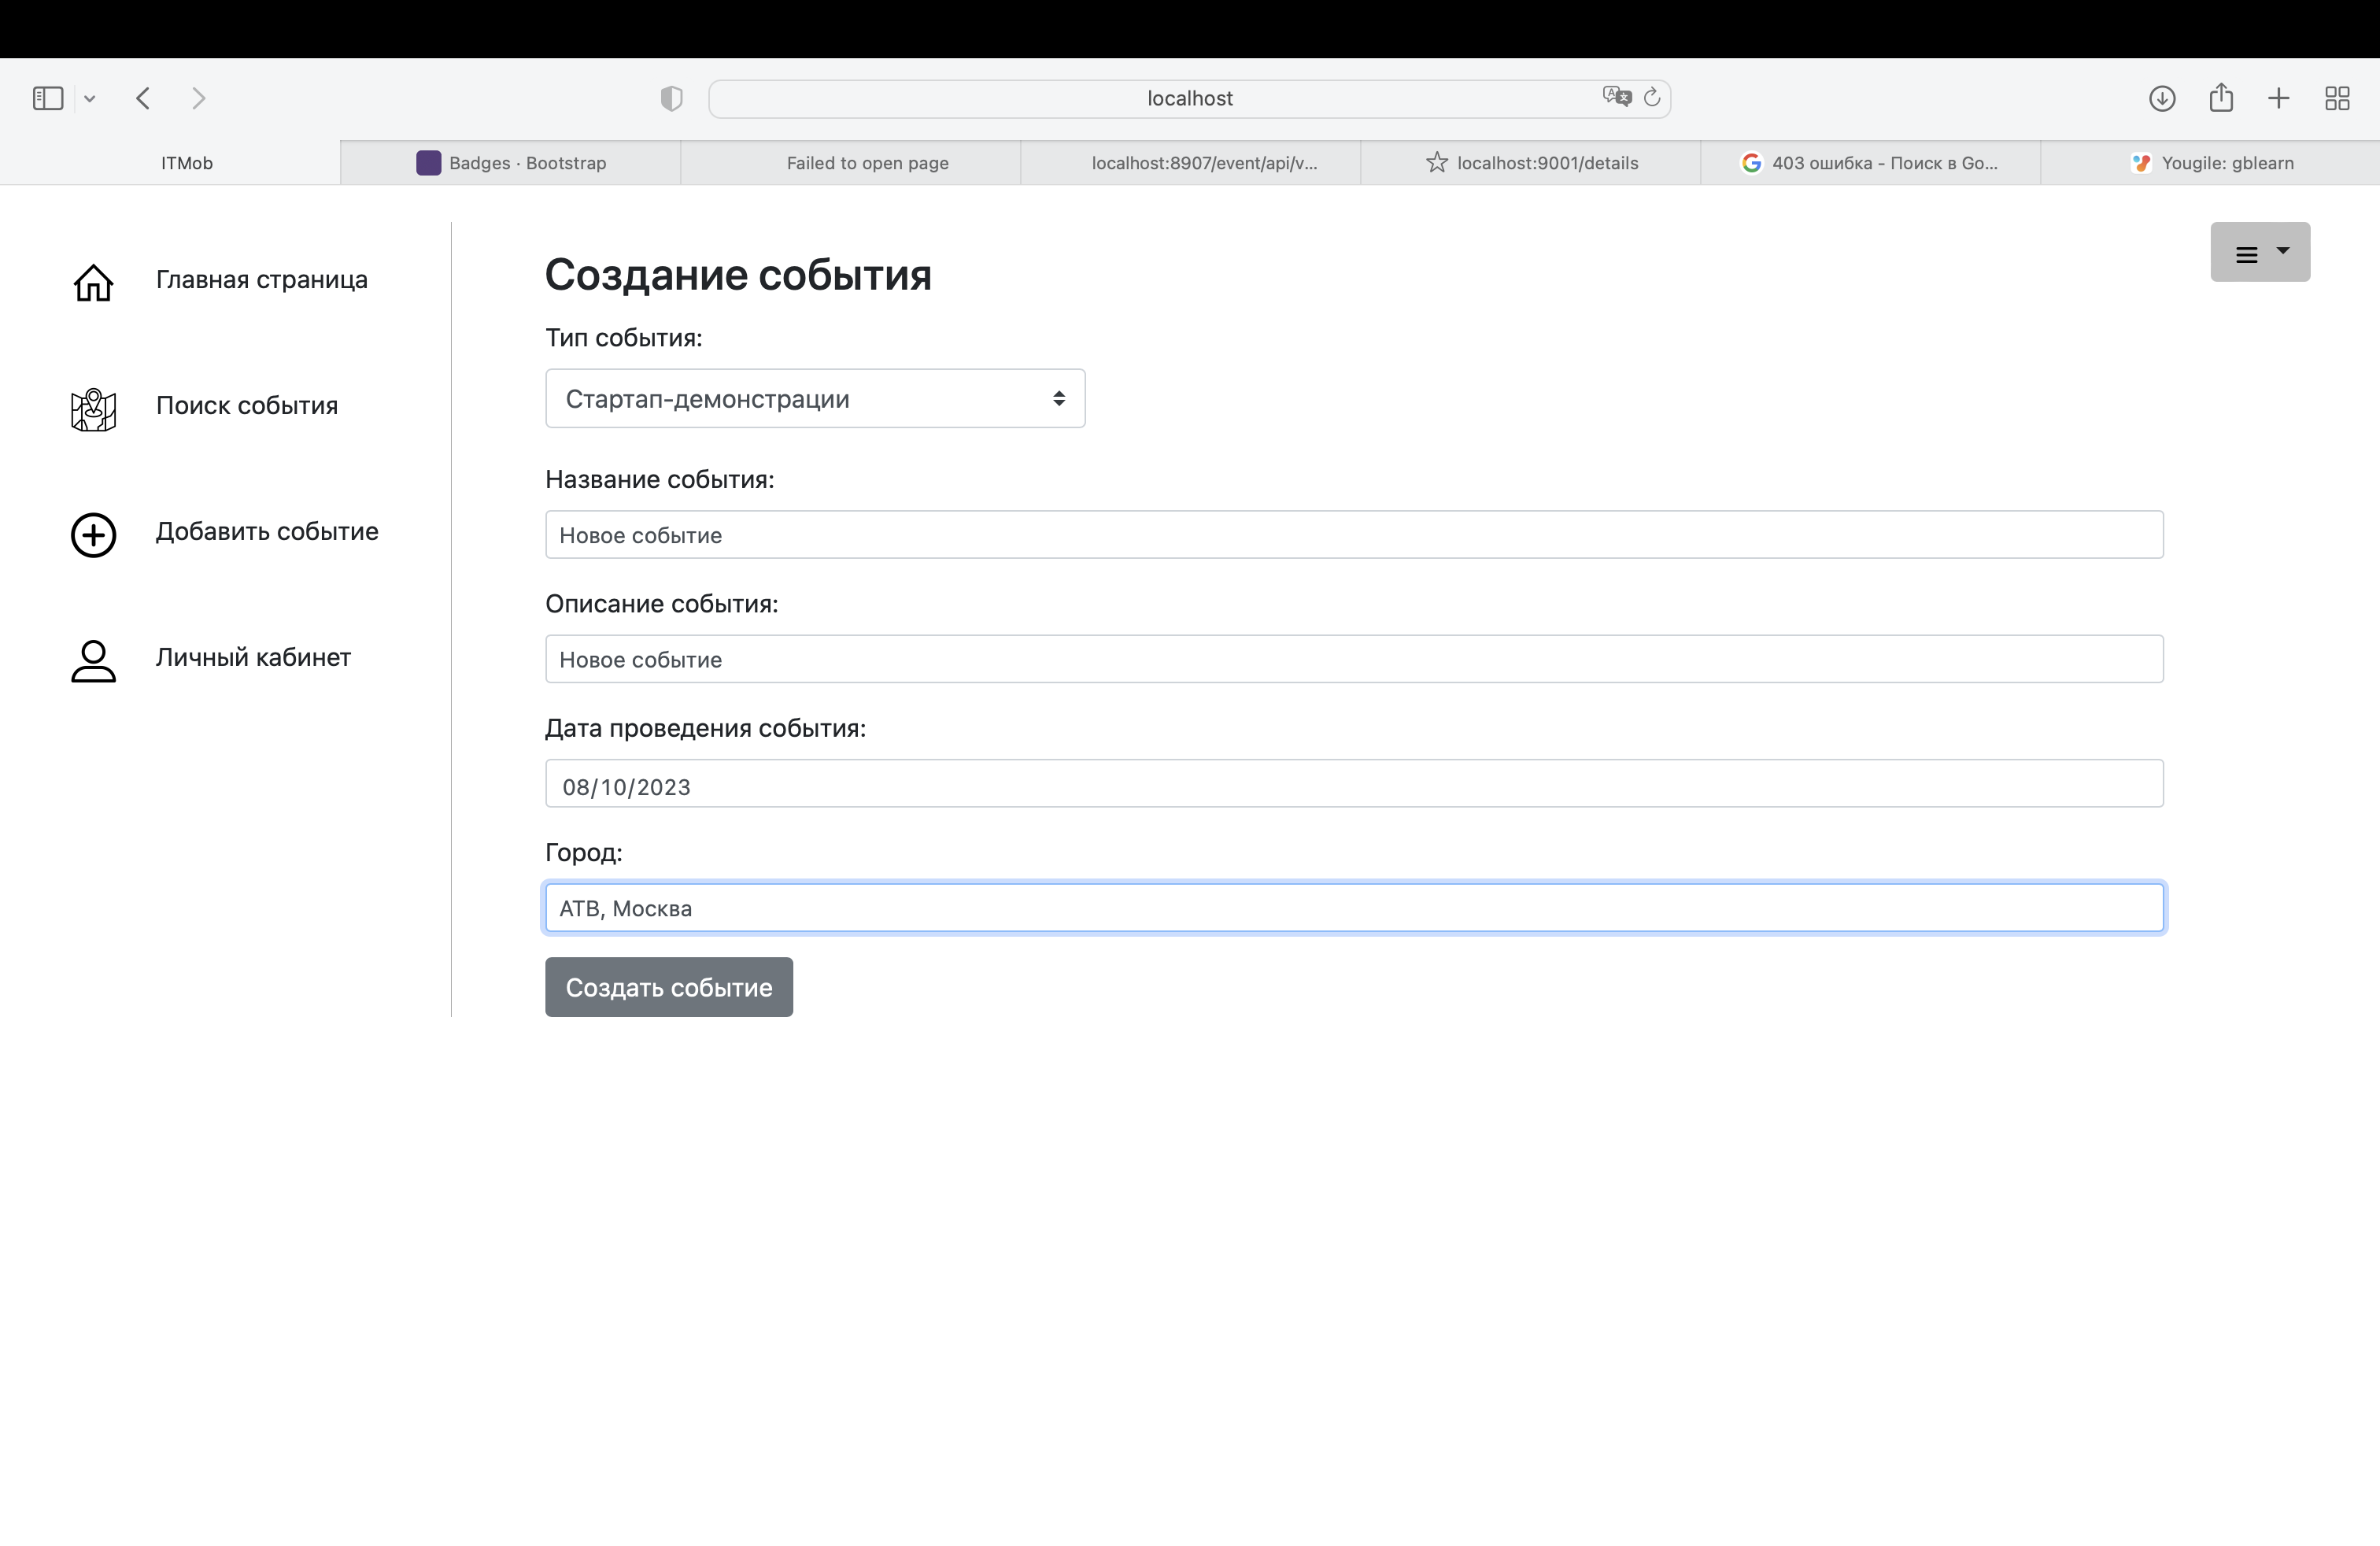 localhost
ITMob
Badges · Bootstrap
Failed to open page
localhost:8907/event/api/v...
localhost:9001/details
403 ошибка - Поиск в Go...
Yougile: gblearn
Главная страница
Поиск события
Добавить событие
Личный кабинет
Создание события
Тип события:
Стартап-демонстрации
Название события:
Новое событие
Описание события:
Новое событие
Дата проведения события:
08/10/2023
Город:
АТВ, Москва
Создать событие